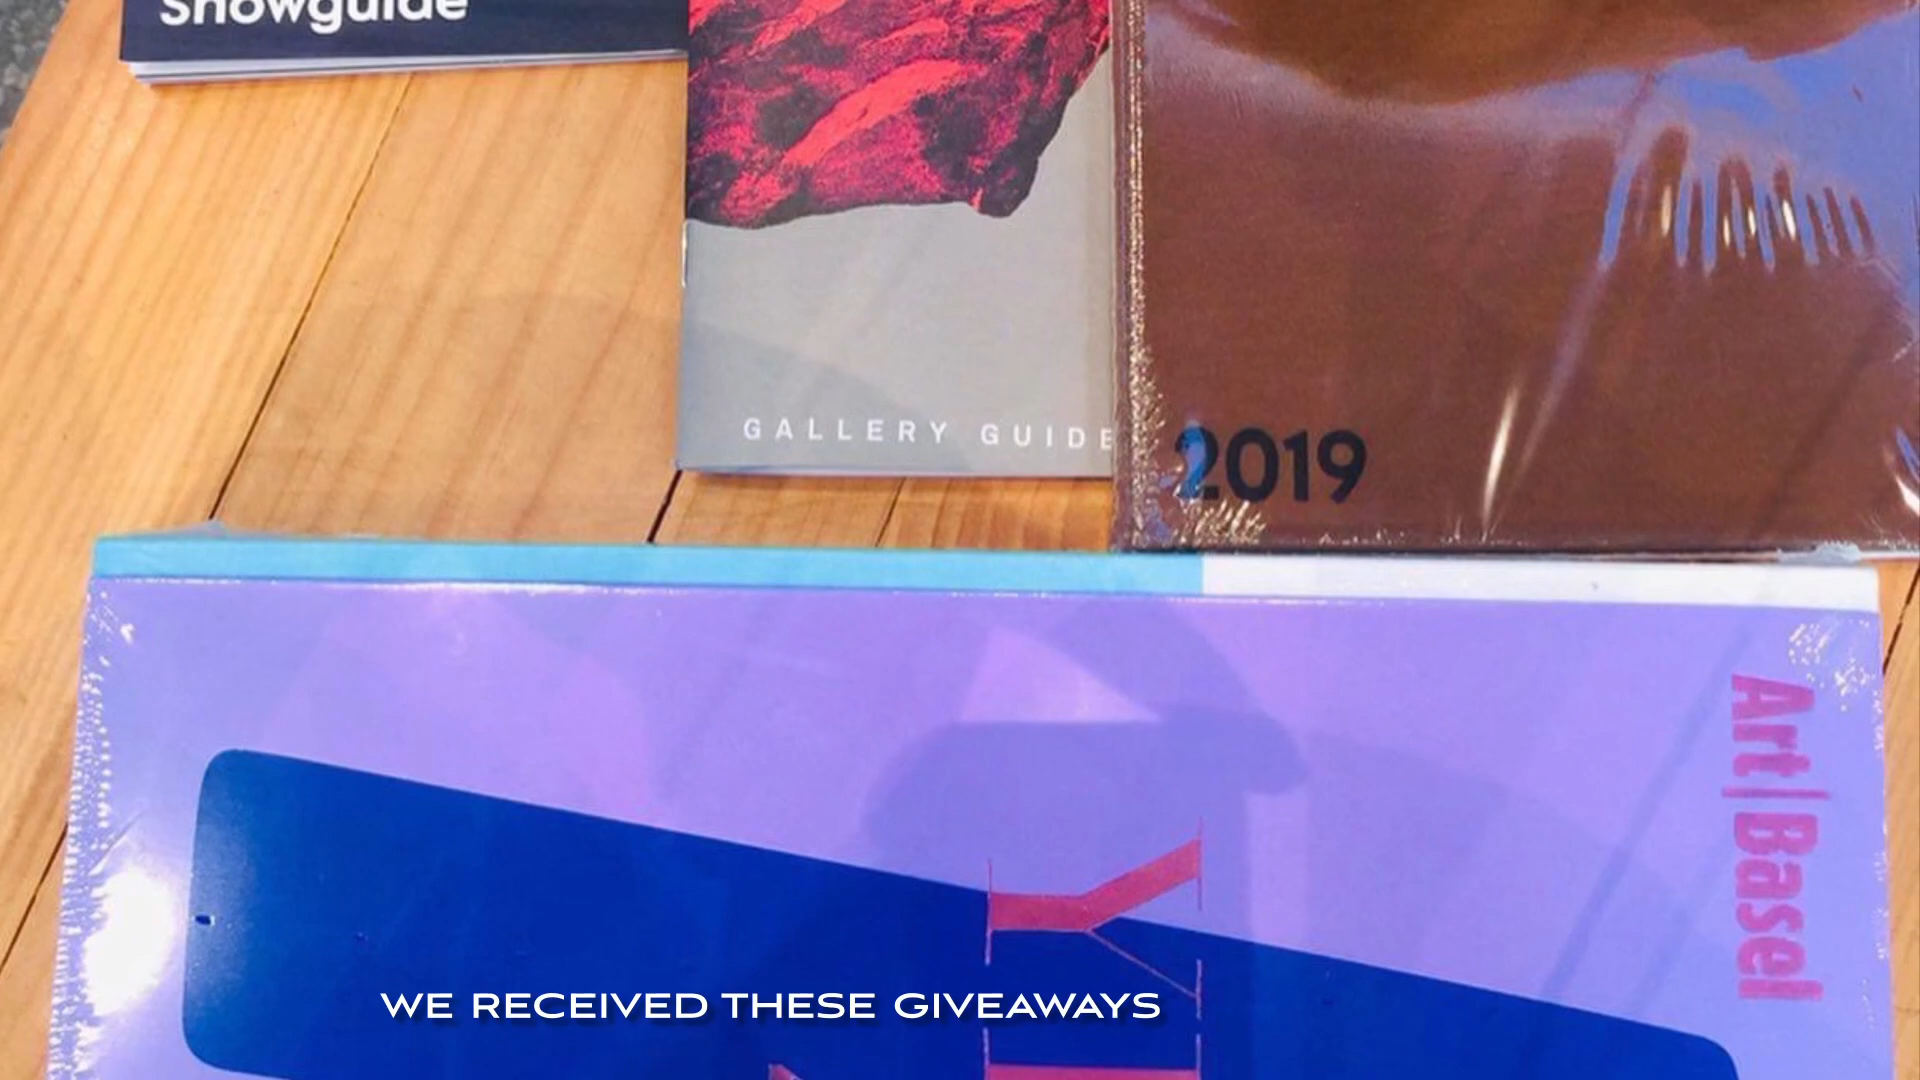 Showguide
GALLERY GUIDE
2019
Art|Basel
Y
WE RECEIVED THESE GIVEAWAYS